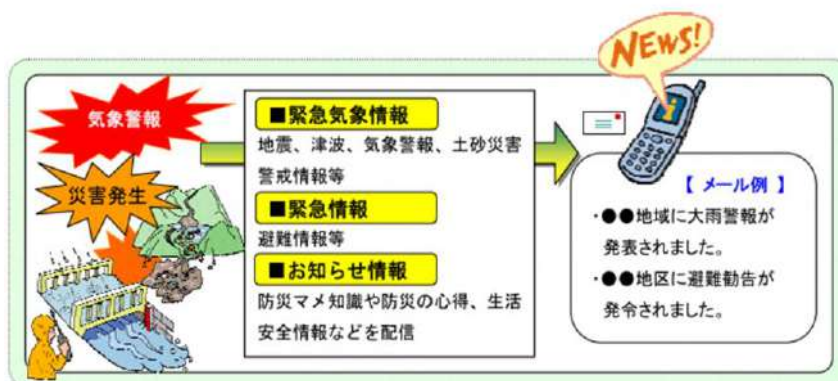 NEWS!
気象警報
災害発生
■緊急気象情報
地震、津波、気象警報、土砂災害
警戒情報等
■緊急情報
避難情報等
■お知らせ情報
防災マメ知識や防災の心得、生活
安全情報などを配信
【 メール例 】
・●●地域に大雨警報が
発表されました。
・●●地区に避難勧告が
発令されました。